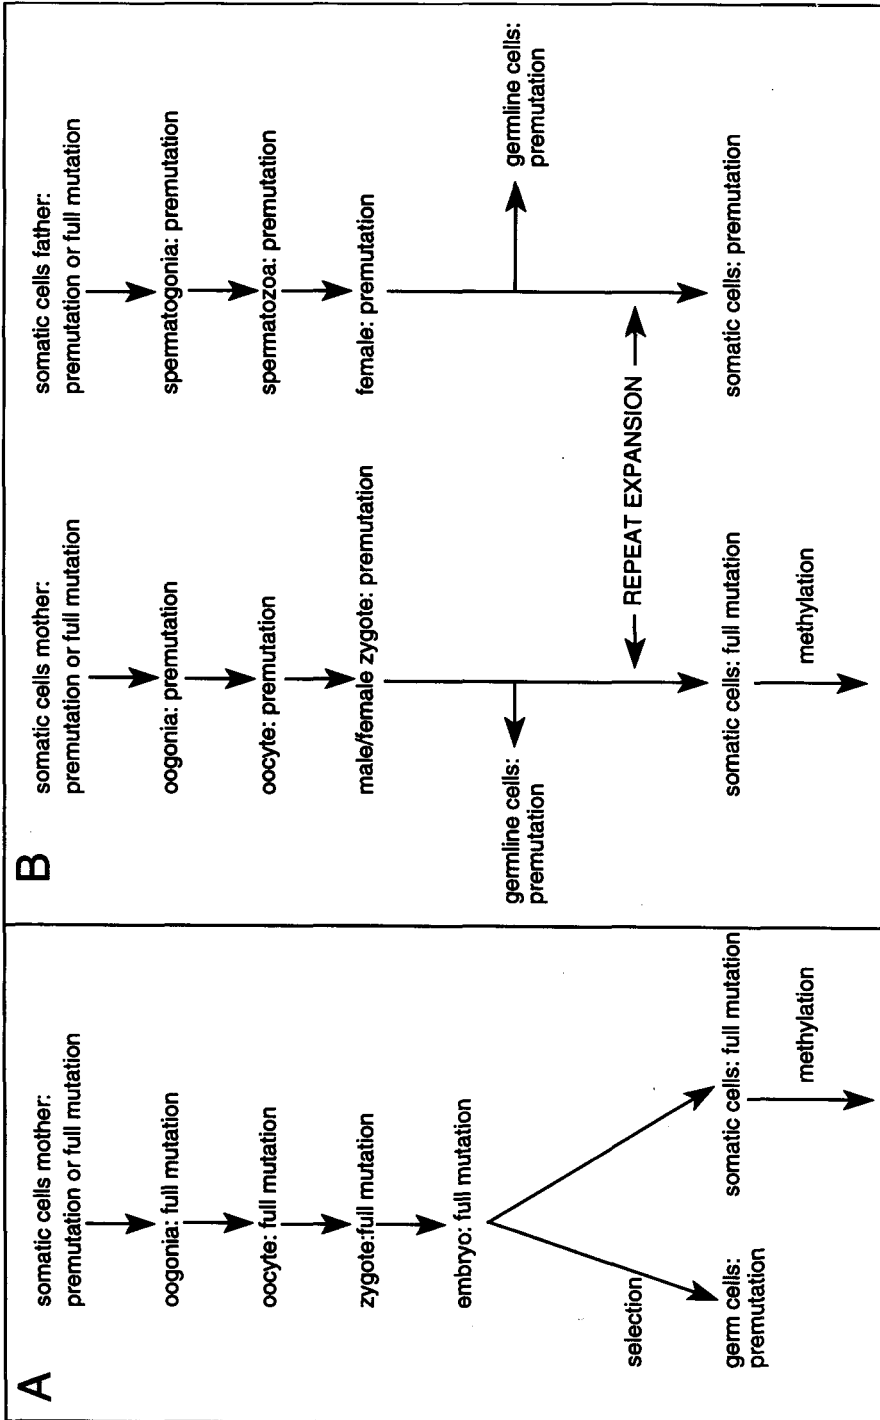 A
somatic cells mother:
premutation or full mutation
oogonia: full mutation
oocyte: full mutation
zygote:full mutation
embryo: full mutation
selection
germ cells:
premutation
somatic cells: full mutation
methylation
B
somatic cells mother:
premutation or full mutation
oogonia: premutation
oocyte: premutation
male/female zygote: premutation
germline cells:
premutation
REPEAT EXPANSION
somatic cells: full mutation
methylation
somatic cells father:
premutation or full mutation
spermatogonia: premutation
spermatozoa: premutation
female: premutation
germline cells:
premutation
somatic cells: premutation